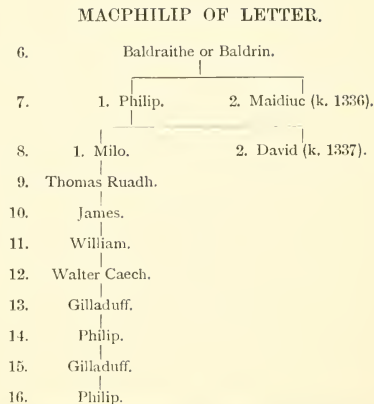 MACPHILIP OF LETTER.
6. Baldraithe or Baldrin.
7. 1. Philip. 2. Maidiuc (k. 1336).
8. 1. Milo. 2. David (k. 1337).
9. Thomas Ruadh.
10. James.
11. William.
12. Walter Caech.
13. Gilladuff.
14. Philip.
15. Gilladuff.
16. Philip.